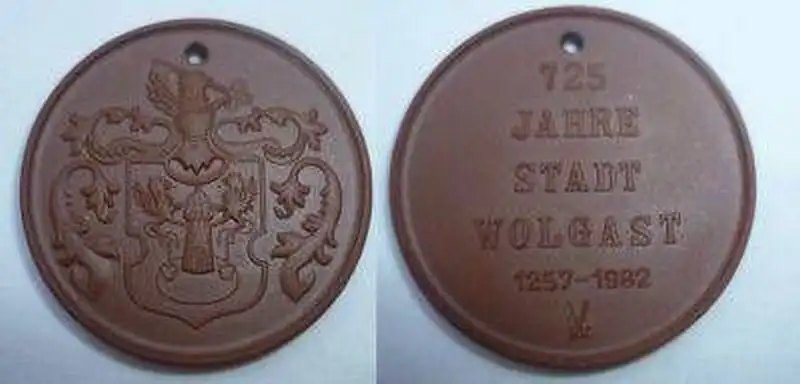 725
JAHRE
STADT
WOLGAST
1257-1982